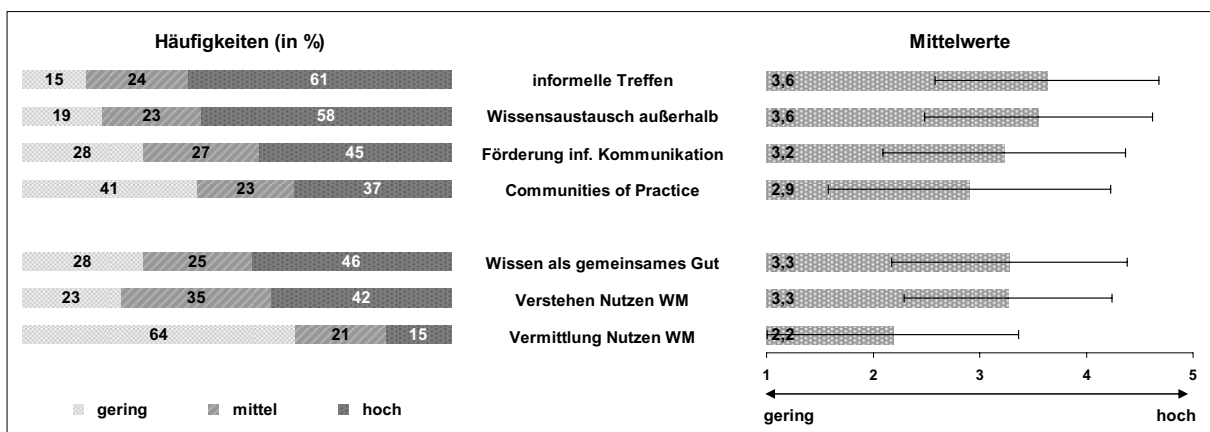 Häufigkeiten (in %) Mittelwerte
15 24 61 informelle Treffen 3,6
19 23 58 Wissensaustausch außerhalb 3,6
28 27 45 Förderung inf. Kommunikation 3,2
41 23 37 Communities of Practice 2,9
28 25 46 Wissen als gemeinsames Gut 3,3
23 35 42 Verstehen Nutzen WM 3,3
64 21 15 Vermittlung Nutzen WM 2,2
1 2 3 4 5
gering mittel hoch gering hoch